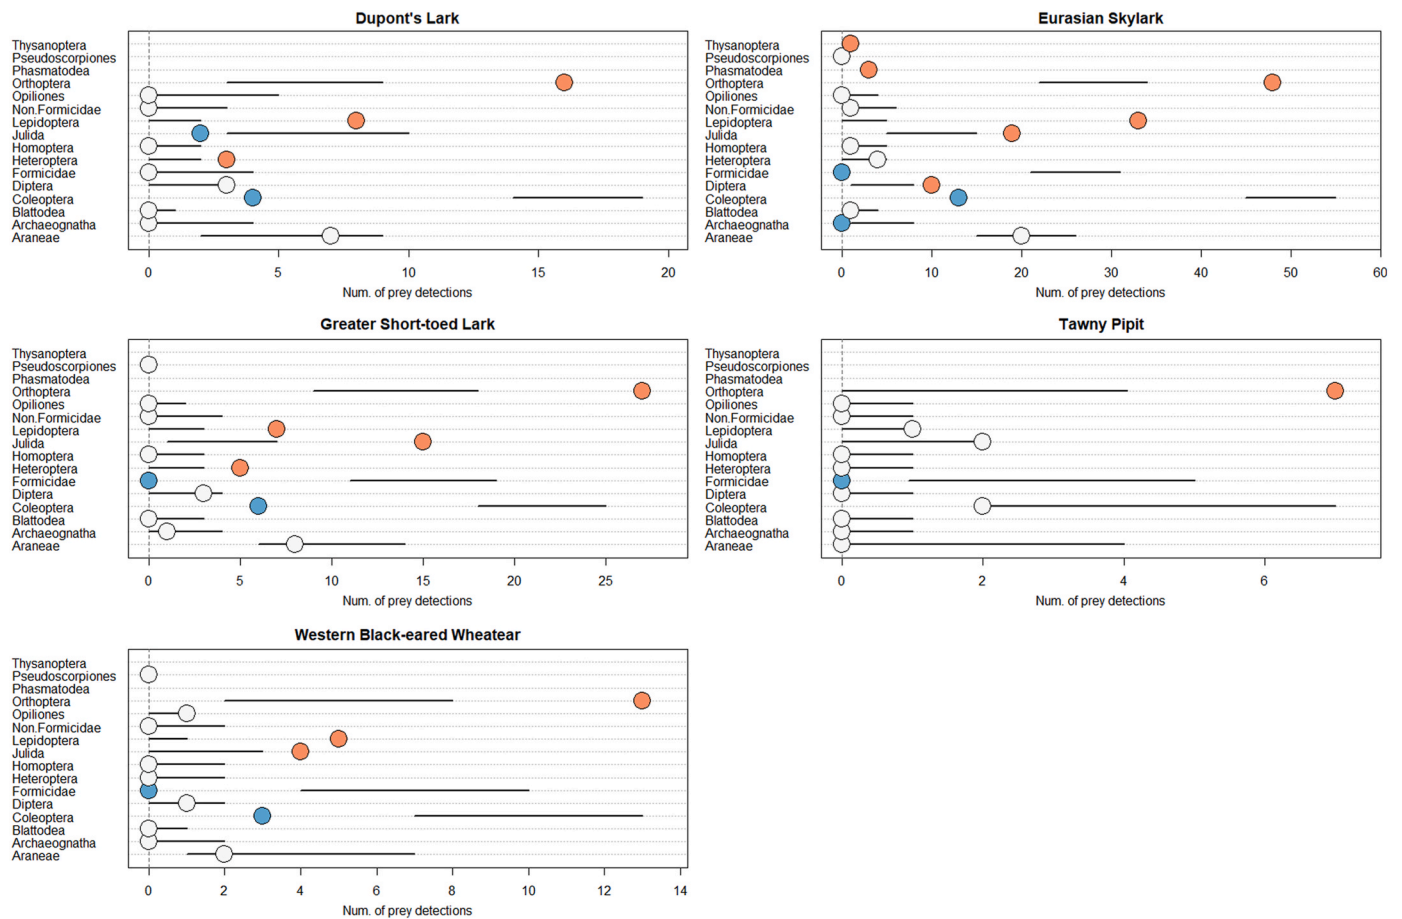 Dupont's Lark
Thysanoptera
Pseudoscorpiones
Phasmatodea
Orthoptera
Opiliones
Non.Formicidae
Lepidoptera
Julida
Homoptera
Heteroptera
Formicidae
Diptera
Coleoptera
Blattodea
Archaeognatha
Araneae
0 5 10 15 20
Num. of prey detections
Eurasian Skylark
Thysanoptera
Pseudoscorpiones
Phasmatodea
Orthoptera
Opiliones
Non.Formicidae
Lepidoptera
Julida
Homoptera
Heteroptera
Formicidae
Diptera
Coleoptera
Blattodea
Archaeognatha
Araneae
0 10 20 30 40 50 60
Num. of prey detections
Greater Short-toed Lark
Thysanoptera
Pseudoscorpiones
Phasmatodea
Orthoptera
Opiliones
Non.Formicidae
Lepidoptera
Julida
Homoptera
Heteroptera
Formicidae
Diptera
Coleoptera
Blattodea
Archaeognatha
Araneae
0 5 10 15 20 25
Num. of prey detections
Tawny Pipit
Thysanoptera
Pseudoscorpiones
Phasmatodea
Orthoptera
Opiliones
Non.Formicidae
Lepidoptera
Julida
Homoptera
Heteroptera
Formicidae
Diptera
Coleoptera
Blattodea
Archaeognatha
Araneae
0 2 4 6
Num. of prey detections
Western Black-eared Wheatear
Thysanoptera
Pseudoscorpiones
Phasmatodea
Orthoptera
Opiliones
Non.Formicidae
Lepidoptera
Julida
Homoptera
Heteroptera
Formicidae
Diptera
Coleoptera
Blattodea
Archaeognatha
Araneae
0 2 4 6 8 10 12 14
Num. of prey detections